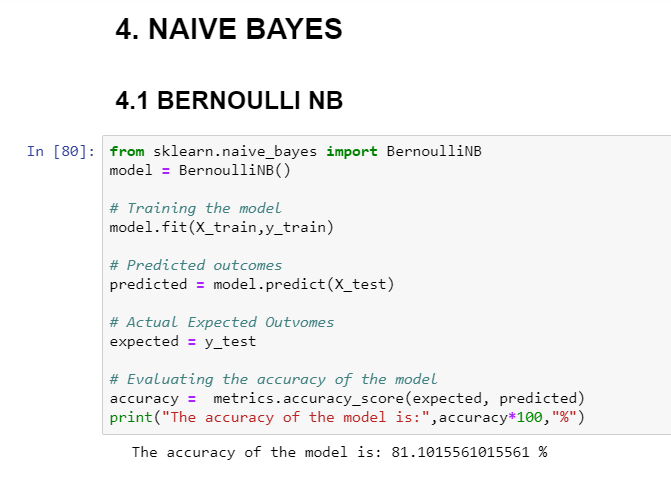 4. NAIVE BAYES
4.1 BERNOULLI NB
In [80]: from sklearn.naive_bayes import BernoulliNB
model = BernoulliNB()
# Training the model
model.fit(X_train,y_train)
# Predicted outcomes
predicted = model.predict(X_test)
# Actual Expected Outvomes
expected = y_test
# Evaluating the accuracy of the model
accuracy =  metrics.accuracy_score(expected, predicted)
print("The accuracy of the model is:",accuracy*100,"%")
The accuracy of the model is: 81.1015561015561 %